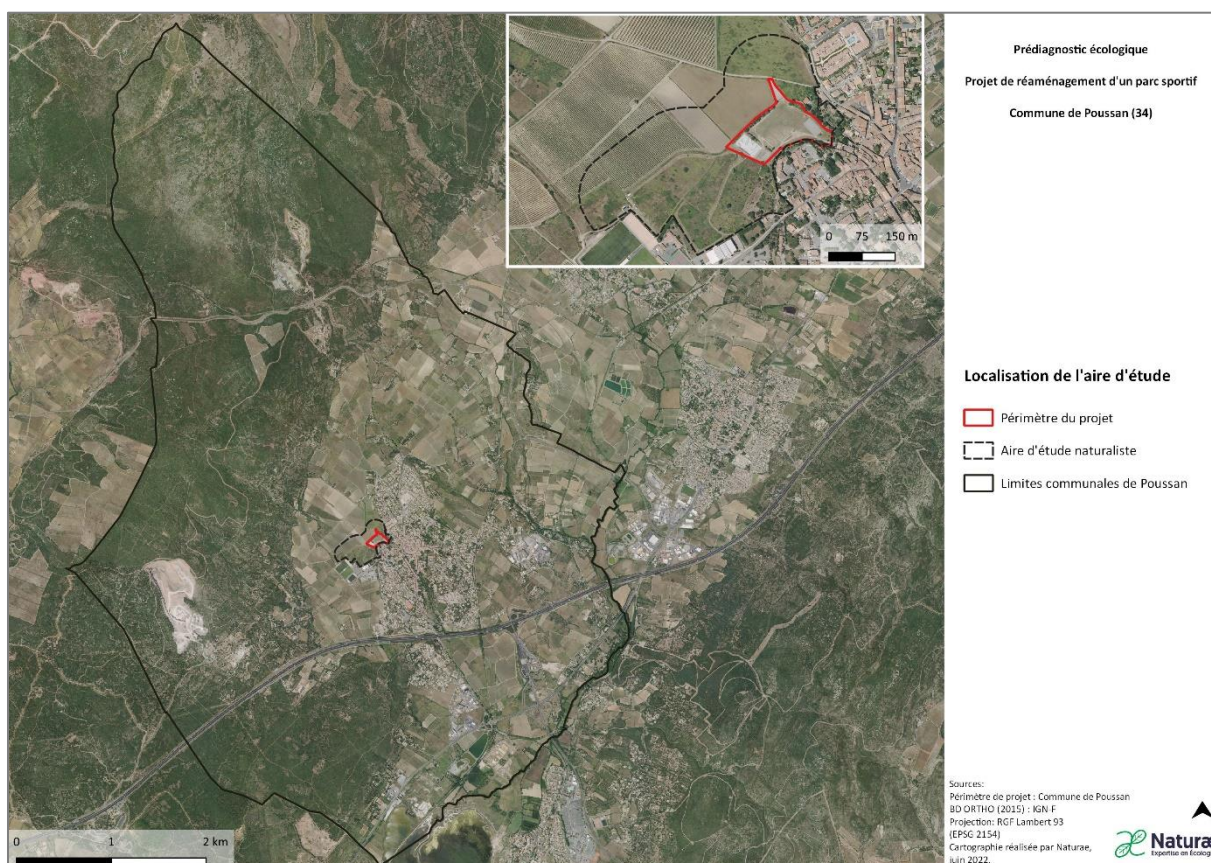 Prédiagnostic écologique
Projet de réaménagement d'un parc sportif
Commune de Poussan (34)
0 75 150 m
Localisation de l'aire d'étude
Périmètre du projet
Aire d'étude naturaliste
Limites communales de Poussan
Sources:
Périmètre de projet : Commune de Poussan
BD ORTHO (2015) : IGN-F
Projection: RGF Lambert 93
(EPSG 2154)
Cartographie réalisée par Naturae,
juin 2022.
0 1 2 km